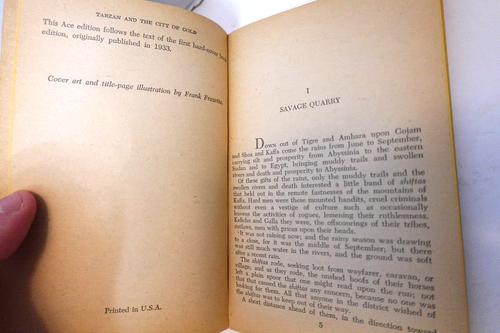 TARZAN AND THE CITY OF GOLD
This Ace edition follows the text of the first hard-cover book
edition, originally published in 1933.
Cover art and title-page illustration by Frank Frazetta.
Printed in U.S.A.
I
SAVAGE QUARRY
Down out of Tigre and Amhara upon Gojam
and Shoa and Kaffa come the rains from June to September,
carrying silt and prosperity from Abyssinia to the eastern
Sudan and to Egypt, bringing muddy trails and swollen
rivers and death and prosperity to Abyssinia.
Of these gifts of the rains, only the muddy trails and the
swollen rivers and death interested a little band of shiftas
that held out in the remote fastnesses of the mountains of
Kaffa. Hard men were these mounted bandits, cruel criminals
without even a vestige of culture such as occasionally
leavens the activities of rogues, lessening their ruthlessness.
Kaficho and Galla they were, the offscourings of their tribes,
outlaws, men with prices upon their heads.
It was not raining now; and the rainy season was drawing
to a close, for it was the middle of September; but there
was still much water in the rivers, and the ground was soft
after a recent rain.
The shiftas rode, seeking loot from wayfarer, caravan, or
village; and as they rode, the unshod hoofs of their horses
left a plain spoor that one might read upon the run; not
that that caused the shiftas any concern, because no one was
looking for them. All that anyone in the district wished of
the shiftas was to keep out of their way.
A short distance ahead of them, in the direction toward
5